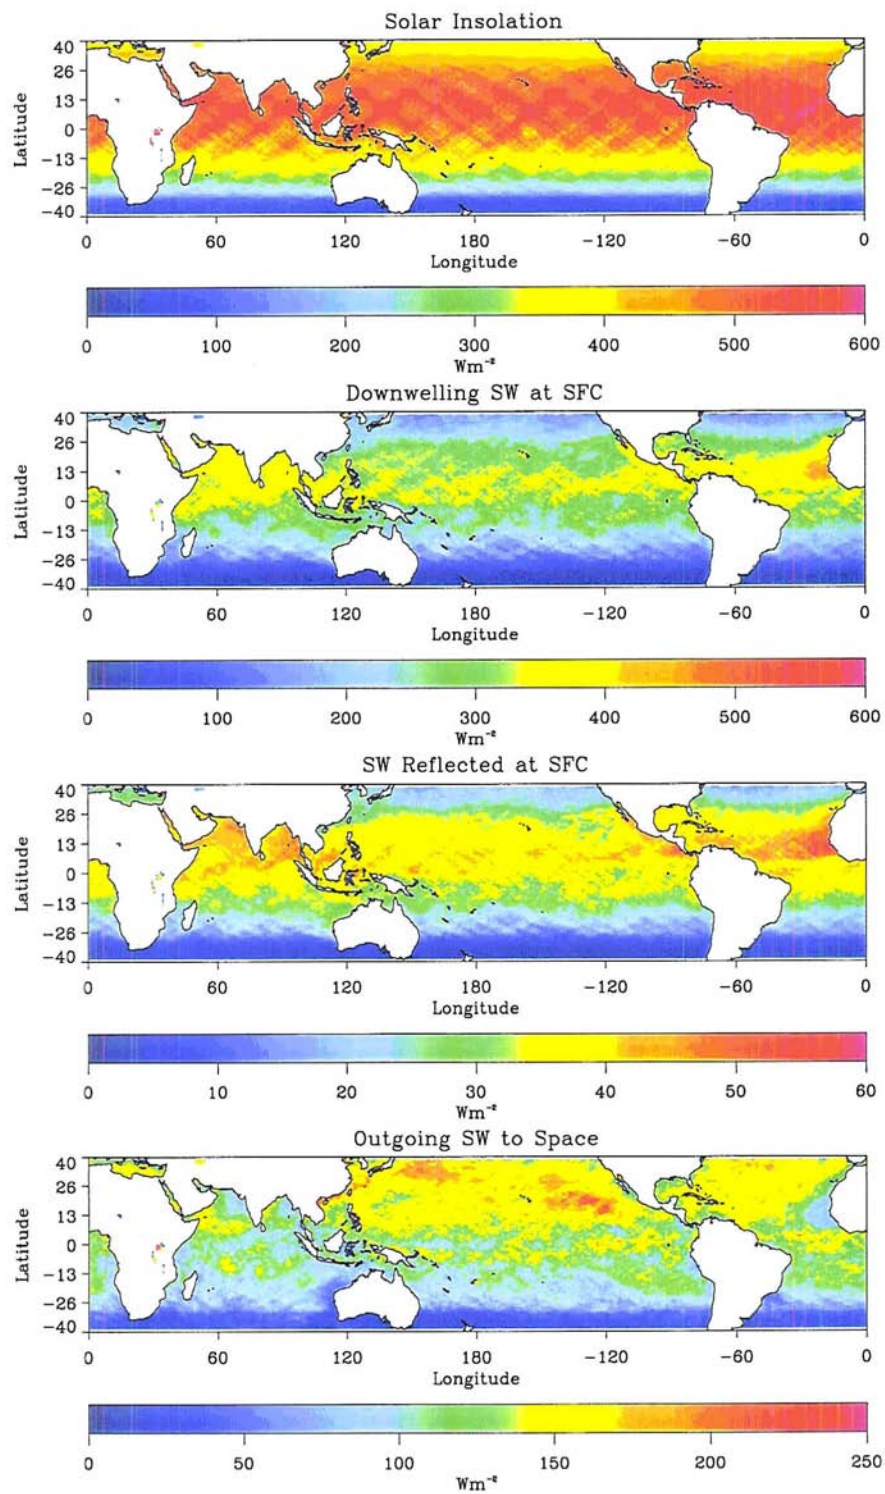 Solar Insolation
40
26
13
0
-13
-26
-40
Latitude
0 60 120 180 -120 -60 0
Longitude
0 100 200 300 400 500 600
Wm⁻²
Downwelling SW at SFC
40
26
13
0
-13
-26
-40
Latitude
0 60 120 180 -120 -60 0
Longitude
0 100 200 300 400 500 600
Wm⁻²
SW Reflected at SFC
40
26
13
0
-13
-26
-40
Latitude
0 60 120 180 -120 -60 0
Longitude
0 10 20 30 40 50 60
Wm⁻²
Outgoing SW to Space
40
26
13
0
-13
-26
-40
Latitude
0 60 120 180 -120 -60 0
Longitude
0 50 100 150 200 250
Wm⁻²